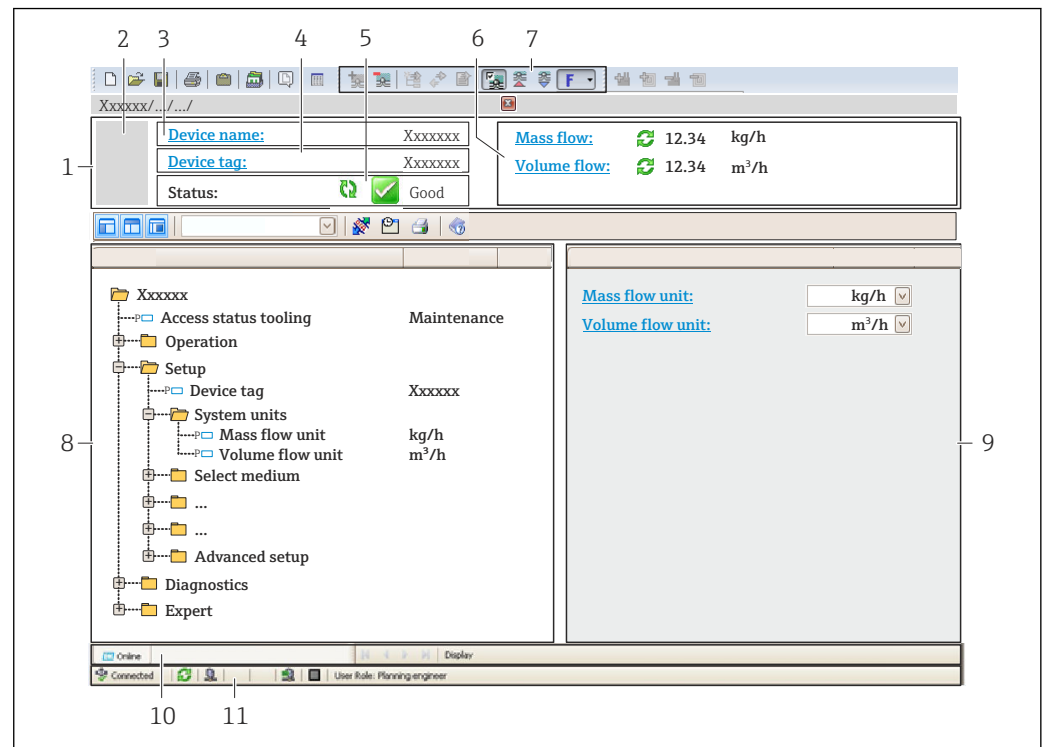 2 3 4 5 6 7
F
Xxxxxx/.../.../
1
Device name: Xxxxxxx
Device tag: Xxxxxxx
Status: Good
Mass flow: 12.34 kg/h
Volume flow: 12.34 m³/h
Xxxxxx
P Access status tooling Maintenance
Operation
Setup
P Device tag Xxxxxx
System units
P Mass flow unit kg/h
P Volume flow unit m³/h
Select medium
...
...
Advanced setup
Diagnostics
Expert
8
Mass flow unit: kg/h
Volume flow unit: m³/h
9
Online Display
Connected User Role: Planning engineer
10 11